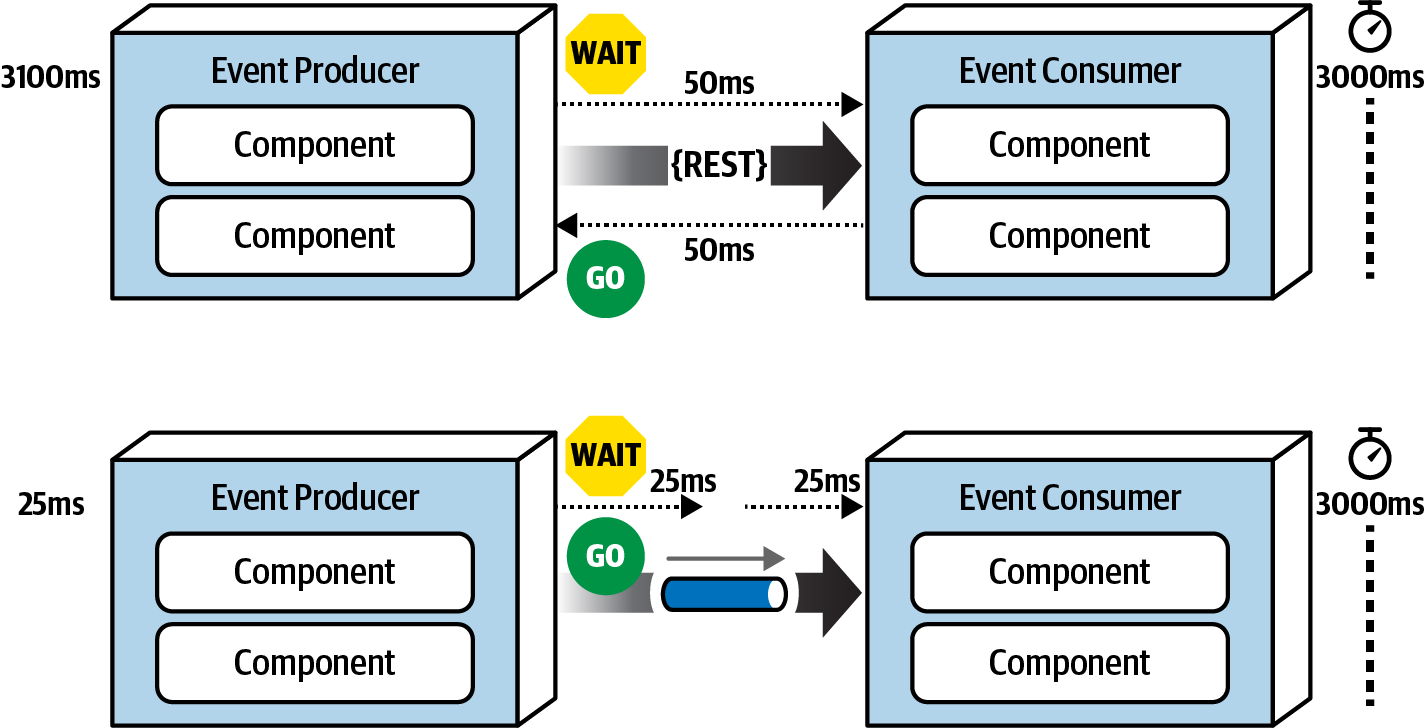 3100ms
Event Producer
Component
Component
WAIT
50ms
{REST}
50ms
GO
Event Consumer
Component
Component
3000ms
25ms
Event Producer
Component
Component
WAIT
25ms
25ms
GO
Event Consumer
Component
Component
3000ms